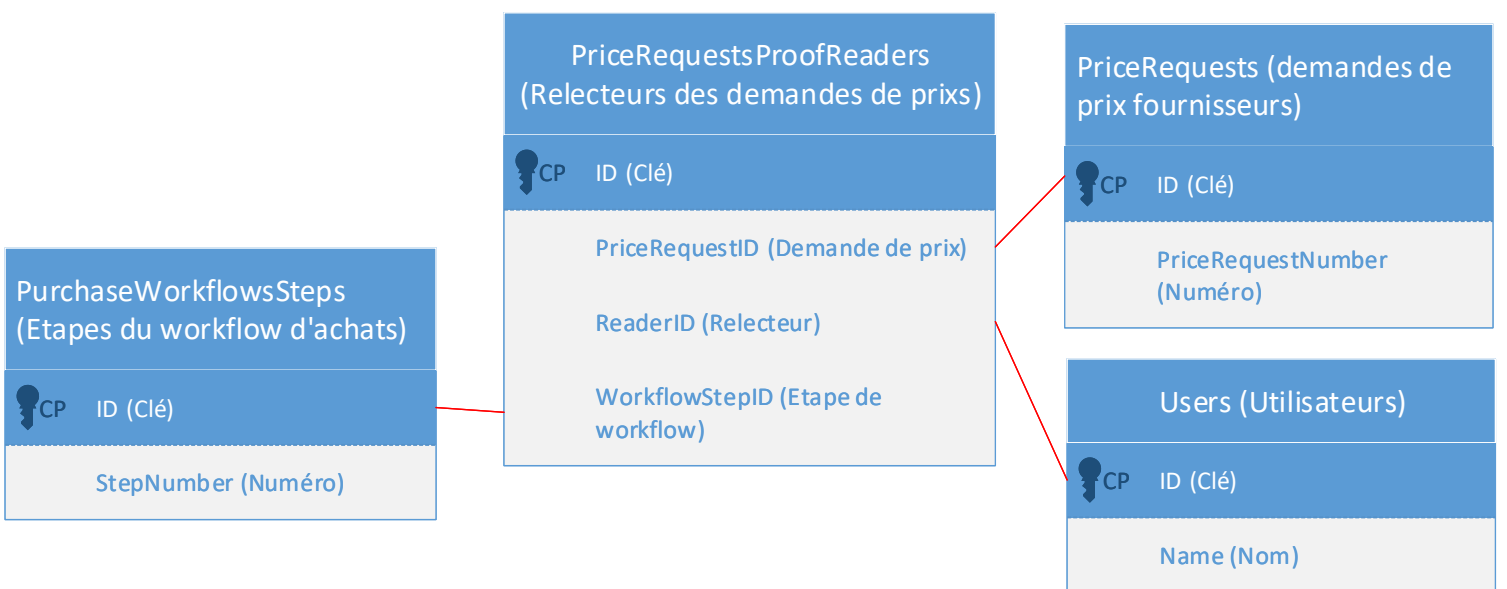 PurchaseWorkflowsSteps
(Etapes du workflow d'achats)
CP ID (Clé)
StepNumber (Numéro)
PriceRequestsProofReaders
(Relecteurs des demandes de prixs)
CP ID (Clé)
PriceRequestID (Demande de prix)
ReaderID (Relecteur)
WorkflowStepID (Etape de
workflow)
PriceRequests (demandes de
prix fournisseurs)
CP ID (Clé)
PriceRequestNumber
(Numéro)
Users (Utilisateurs)
CP ID (Clé)
Name (Nom)